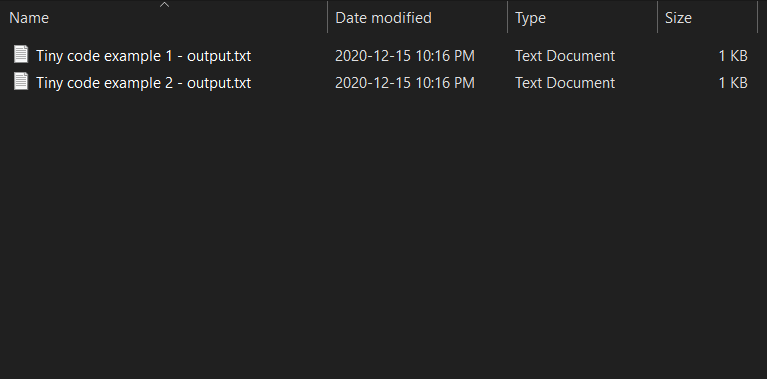 Name Date modified Type Size
Tiny code example 1 - output.txt 2020-12-15 10:16 PM Text Document 1 KB
Tiny code example 2 - output.txt 2020-12-15 10:16 PM Text Document 1 KB